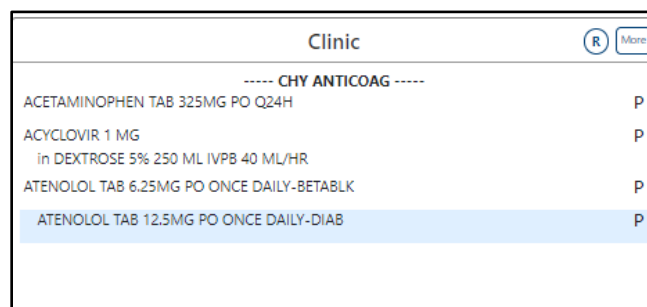 Clinic
R
More
----- CHY ANTICOAG -----
ACETAMINOPHEN TAB 325MG PO Q24H P
ACYCLOVIR 1 MG P
in DEXTROSE 5% 250 ML IVPB 40 ML/HR
ATENOLOL TAB 6.25MG PO ONCE DAILY-BETABLK P
ATENOLOL TAB 12.5MG PO ONCE DAILY-DIAB P